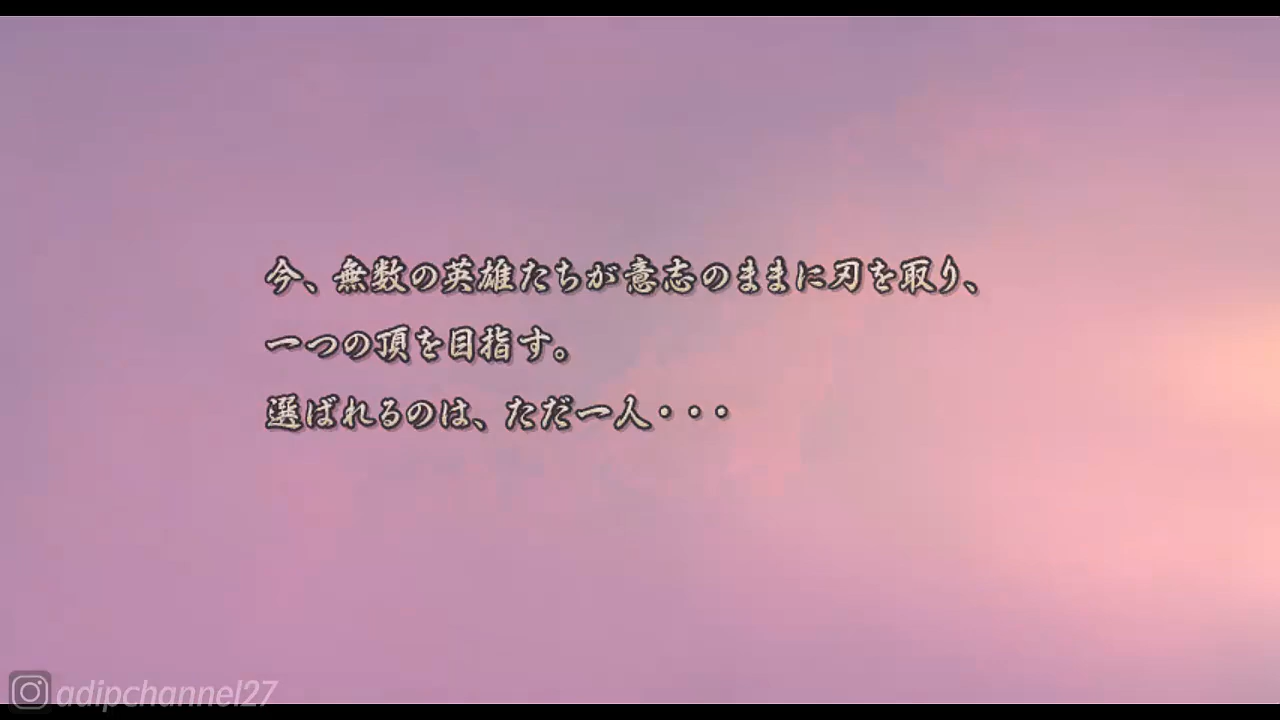 今、無数の英雄たちが意志のままに刃を取り、
一つの頂を目指す。
選ばれるのは、ただ一人・・・
adipchannel27